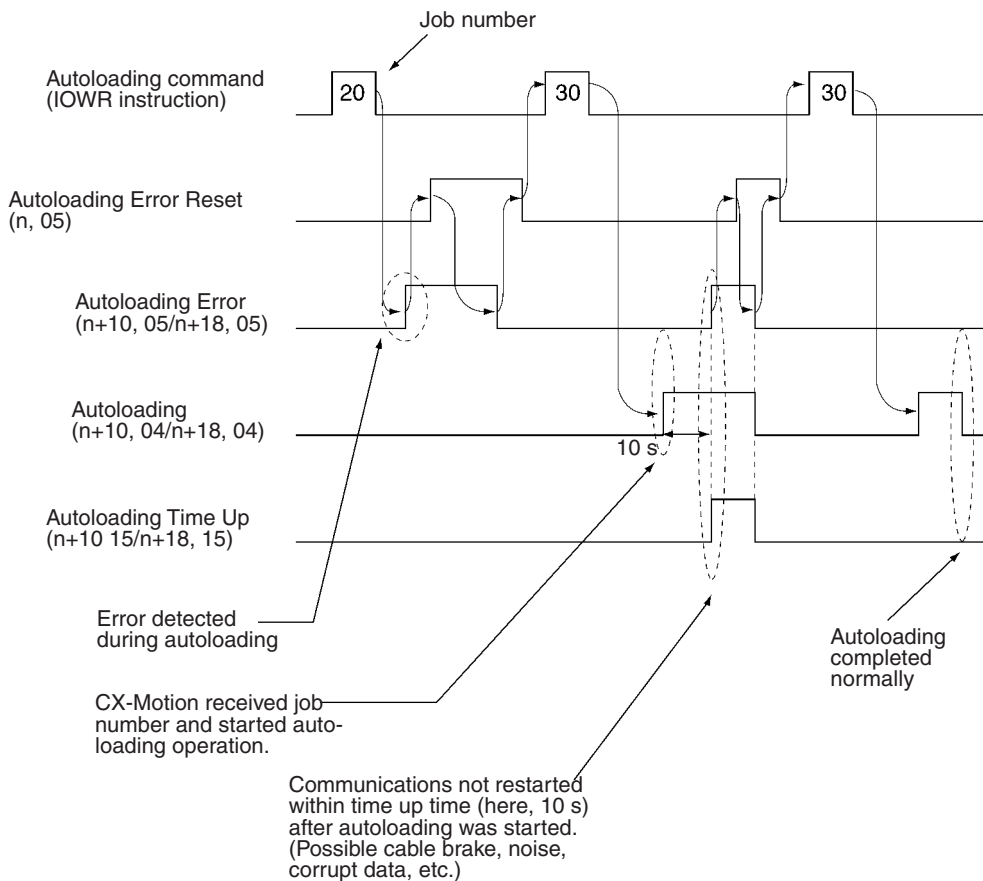 Job number
Autoloading command
(IOWR instruction)
20
30
30
Autoloading Error Reset
(n, 05)
Autoloading Error
(n+10, 05/n+18, 05)
Autoloading
(n+10, 04/n+18, 04)
10 s
Autoloading Time Up
(n+10 15/n+18, 15)
Error detected
during autoloading
Autoloading
completed
normally
CX-Motion received job
number and started auto-
loading operation.
Communications not restarted
within time up time (here, 10 s)
after autoloading was started.
(Possible cable brake, noise,
corrupt data, etc.)